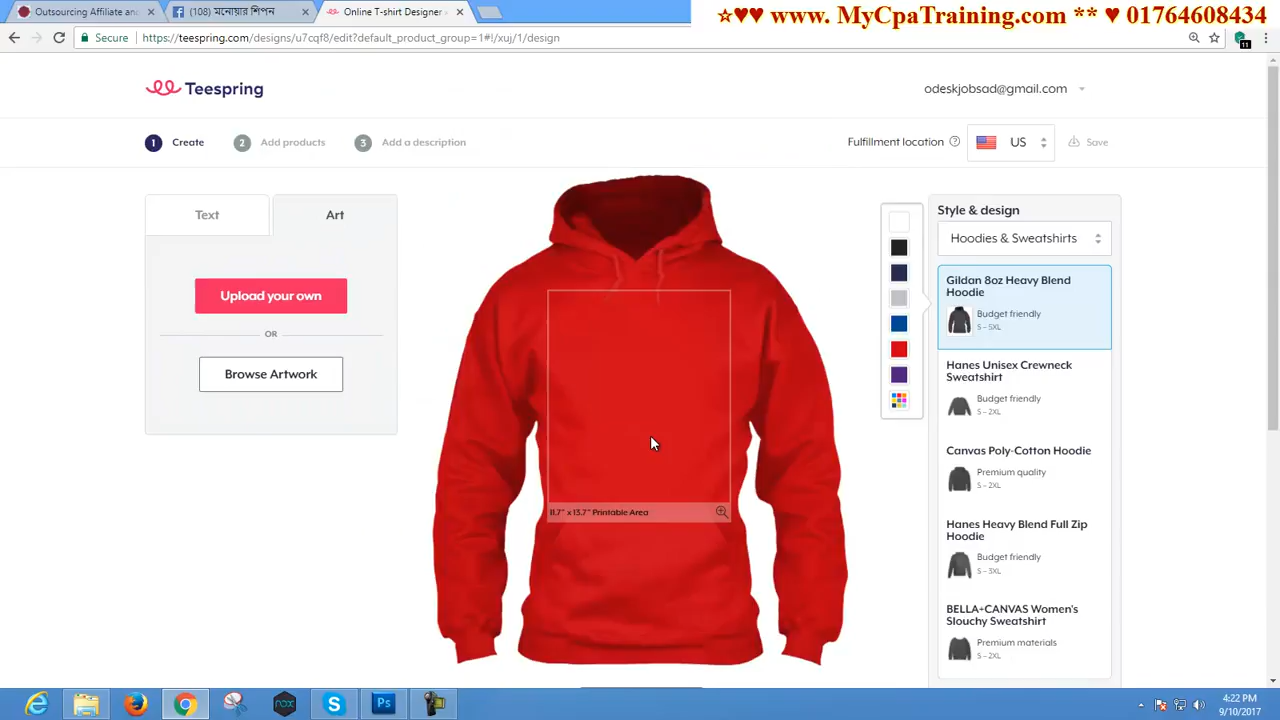 ☆♥♥ www. MyCpaTraining.com ** ♥ 01764608434
Outsourcing Affiliate and
(108) মনোয়ার শিপন
Online T-shirt Designer -
Secure
https://teespring.com/designs/u7cqf8/edit?default_product_group=1#!/xuj/1/design
11
Teespring
odeskjobsad@gmail.com
1 Create
2 Add products
3 Add a description
Fulfillment location
US
Save
Text
Art
Upload your own
OR
Browse Artwork
11.7" x 13.7" Printable Area
Style & design
Hoodies & Sweatshirts
Gildan 8oz Heavy Blend
Hoodie
Budget friendly
S – 5XL
Hanes Unisex Crewneck
Sweatshirt
Budget friendly
S – 2XL
Canvas Poly-Cotton Hoodie
Premium quality
S – 2XL
Hanes Heavy Blend Full Zip
Hoodie
Budget friendly
S – 3XL
BELLA+CANVAS Women's
Slouchy Sweatshirt
Premium materials
S – 2XL
nox
Ps
4:22 PM
9/10/2017